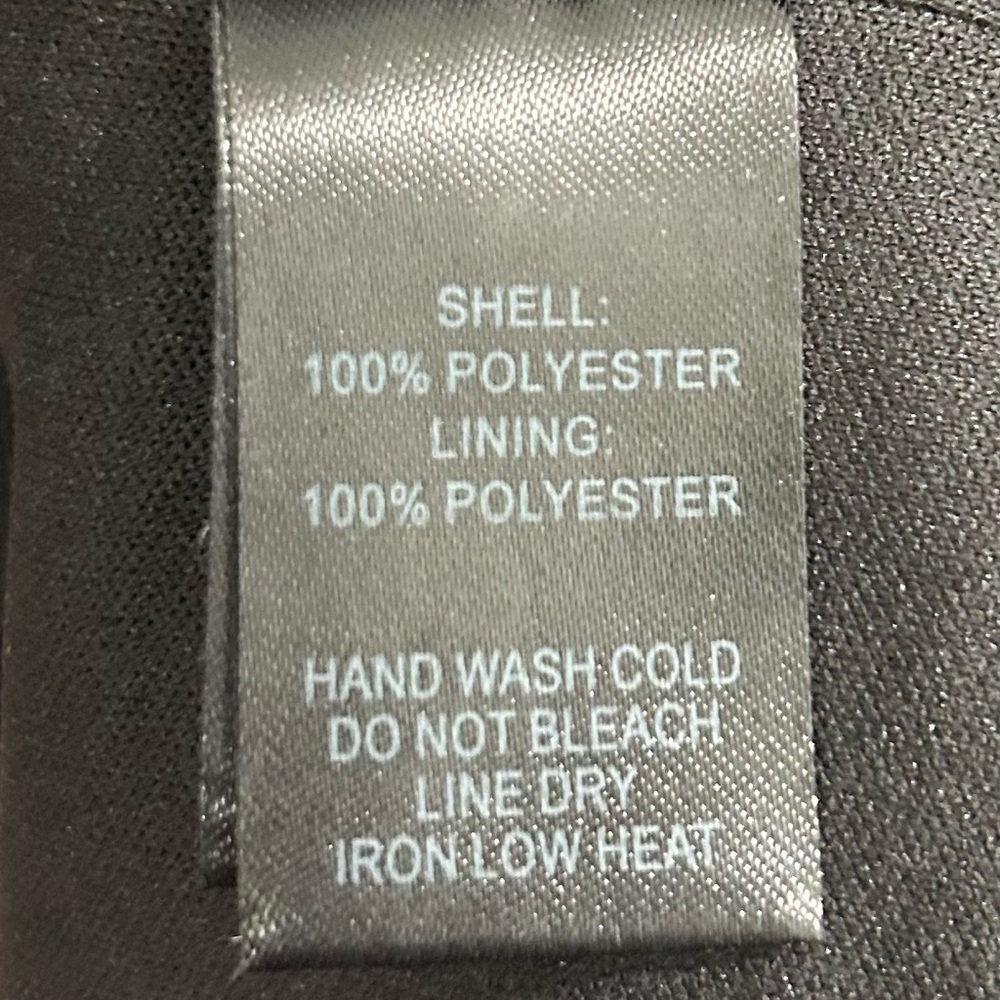 SHELL:
100% POLYESTER
LINING:
100% POLYESTER
HAND WASH COLD
DO NOT BLEACH
LINE DRY
IRON LOW HEAT